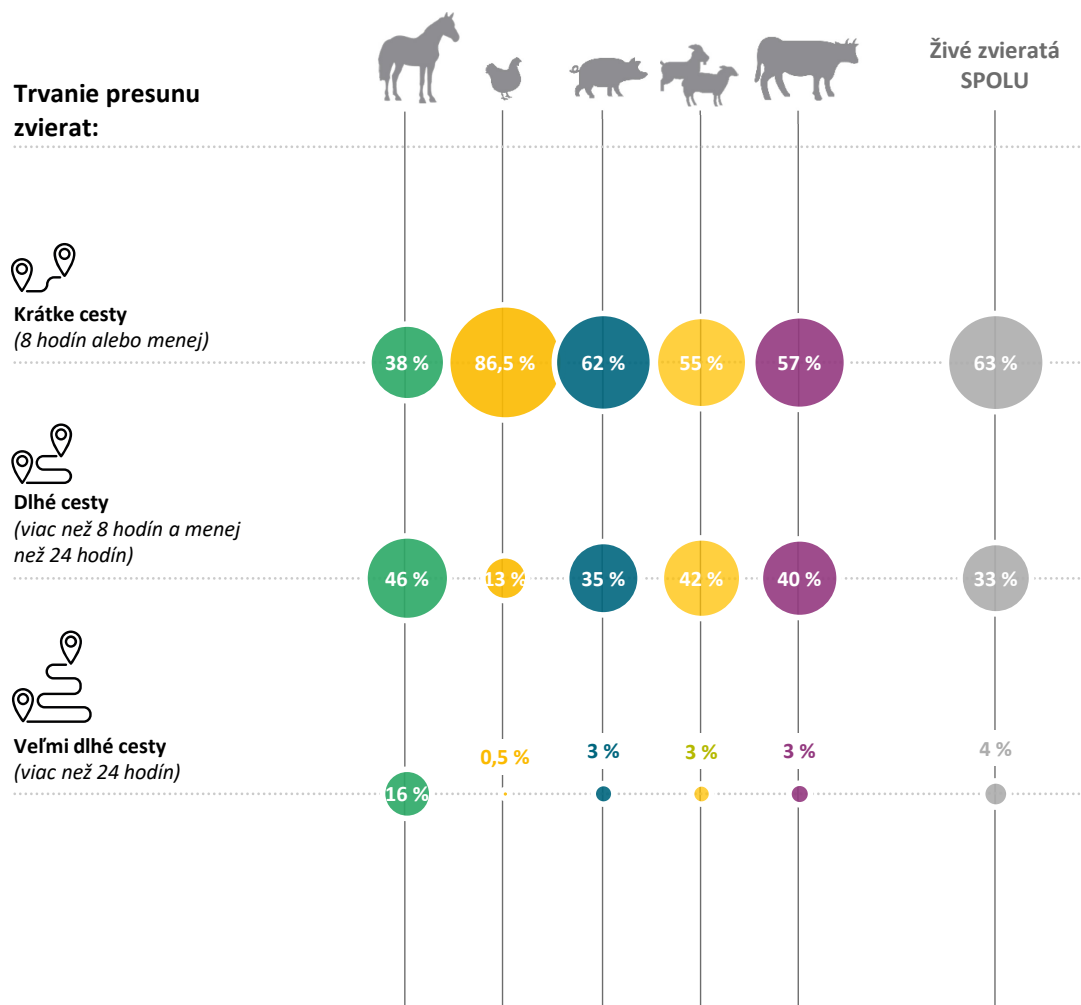 Živé zvieratá
SPOLU
Trvanie presunu
zvierat:
Krátke cesty
(8 hodín alebo menej)
38 %
86,5 %
62 %
55 %
57 %
63 %
Dlhé cesty
(viac než 8 hodín a menej
než 24 hodín)
46 %
13 %
35 %
42 %
40 %
33 %
Veľmi dlhé cesty
(viac než 24 hodín)
16 %
0,5 %
3 %
3 %
3 %
4 %